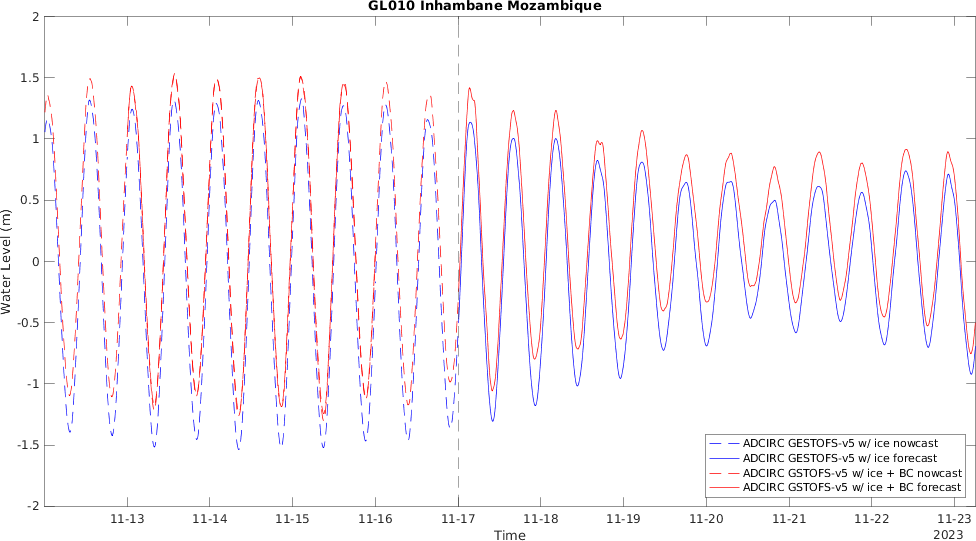 GL010 Inhambane Mozambique
2
1.5
1
0.5
0
-0.5
-1
-1.5
-2
Water Level (m)
11-13 11-14 11-15 11-16 11-17 11-18 11-19 11-20 11-21 11-22 11-23
2023
Time
ADCIRC GESTOFS-v5 w/ ice nowcast
ADCIRC GESTOFS-v5 w/ ice forecast
ADCIRC GSTOFS-v5 w/ ice + BC nowcast
ADCIRC GSTOFS-v5 w/ ice + BC forecast